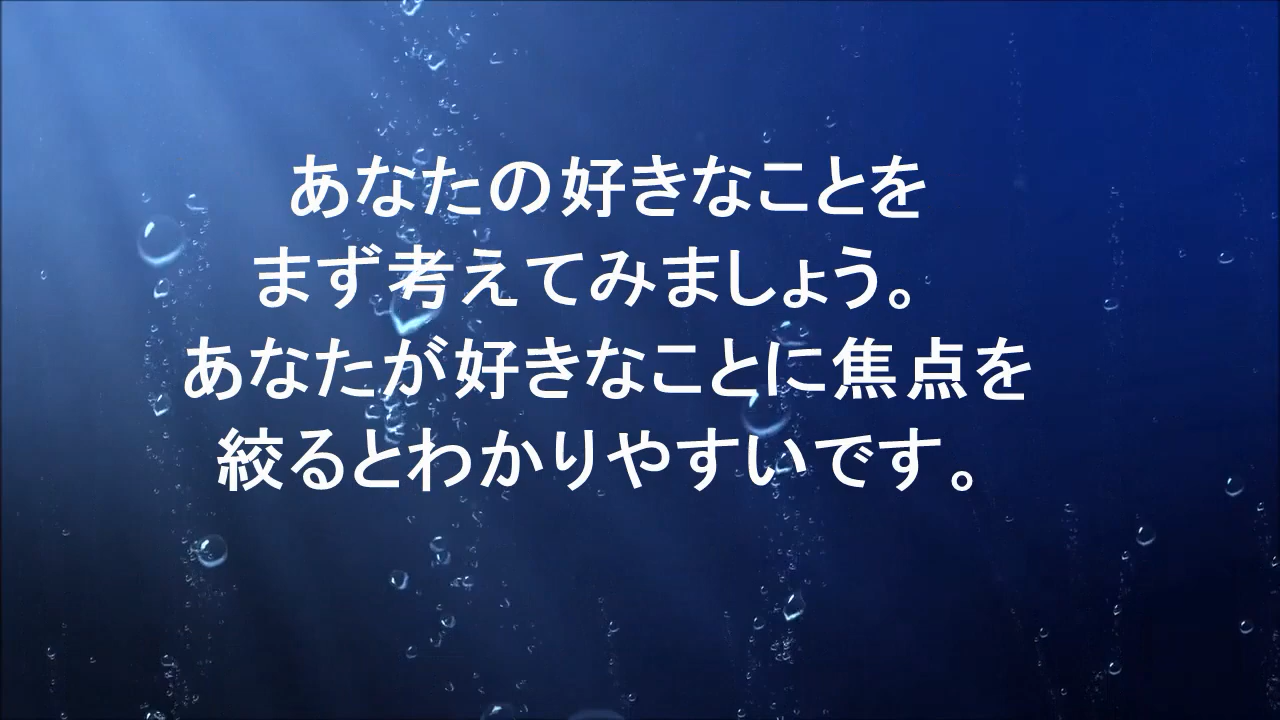 あなたの好きなことを
まず考えてみましょう。
あなたが好きなことに焦点を
絞るとわかりやすいです。